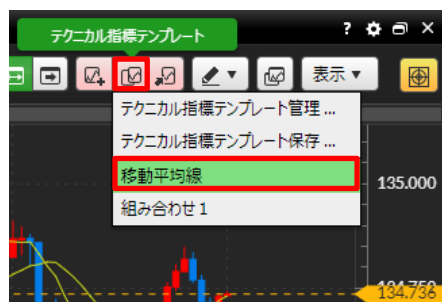 テクニカル指標テンプレート
?
表示▼
テクニカル指標テンプレート管理 ...
テクニカル指標テンプレート保存 ...
移動平均線
組み合わせ１
135.000
134.750
134.736